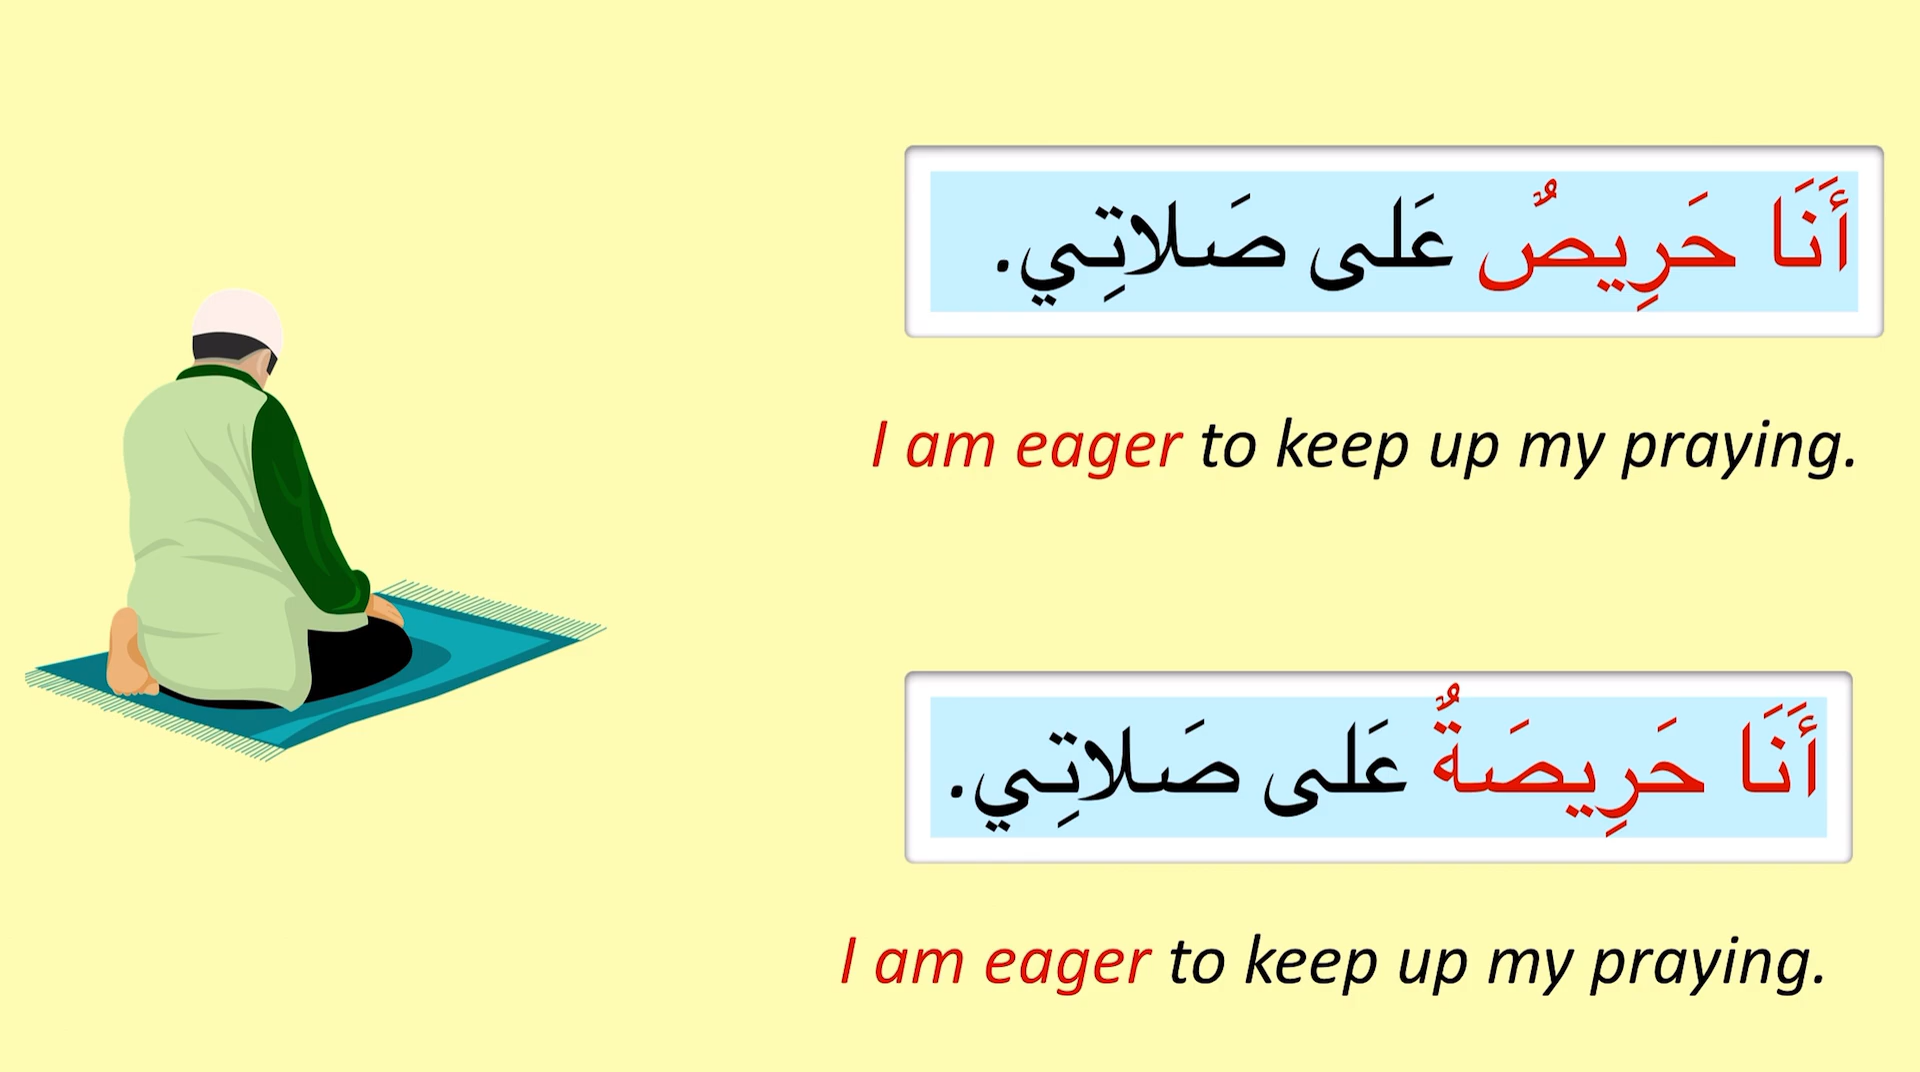 أَنَا حَرِيصٌ عَلى صَلاتِي.
I am eager to keep up my praying.
أَنَا حَرِيصَةٌ عَلى صَلاتِي.
I am eager to keep up my praying.